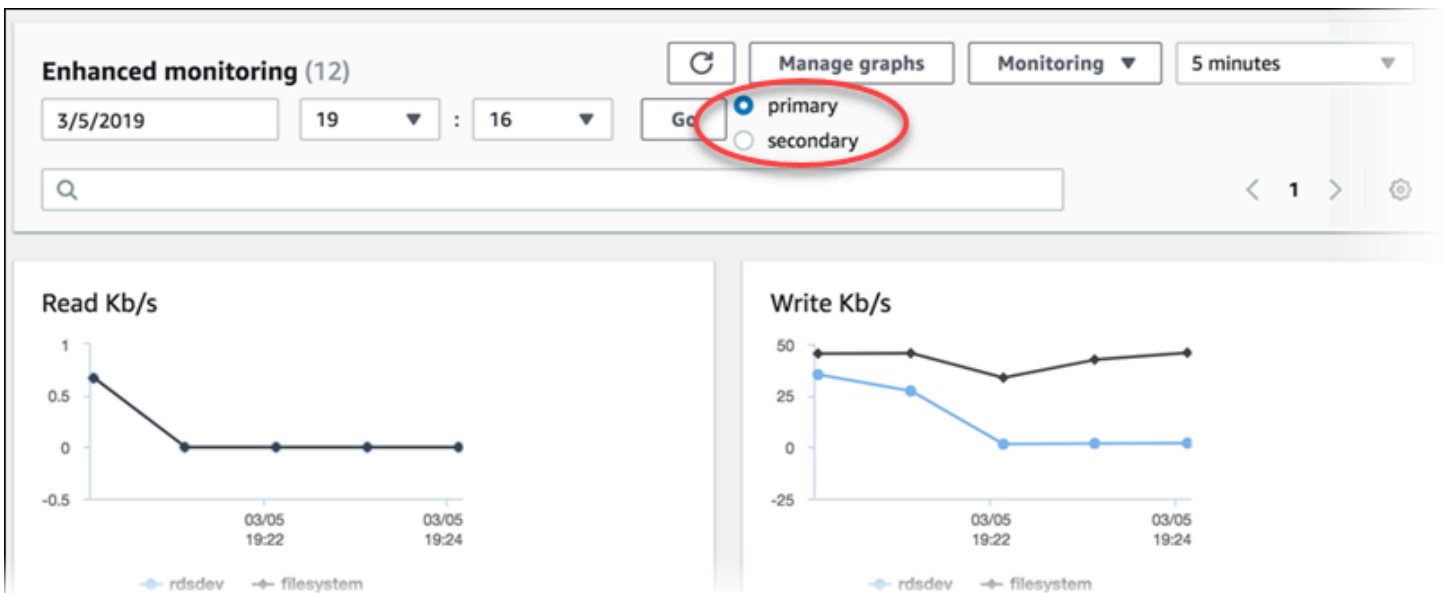 Enhanced monitoring (12)
Manage graphs
Monitoring
5 minutes
3/5/2019
19 : 16
Go
primary
secondary
1
Read Kb/s
1
0.5
0
-0.5
03/05
19:22
03/05
19:24
rdsdev
filesystem
Write Kb/s
50
25
0
-25
03/05
19:22
03/05
19:24
rdsdev
filesystem